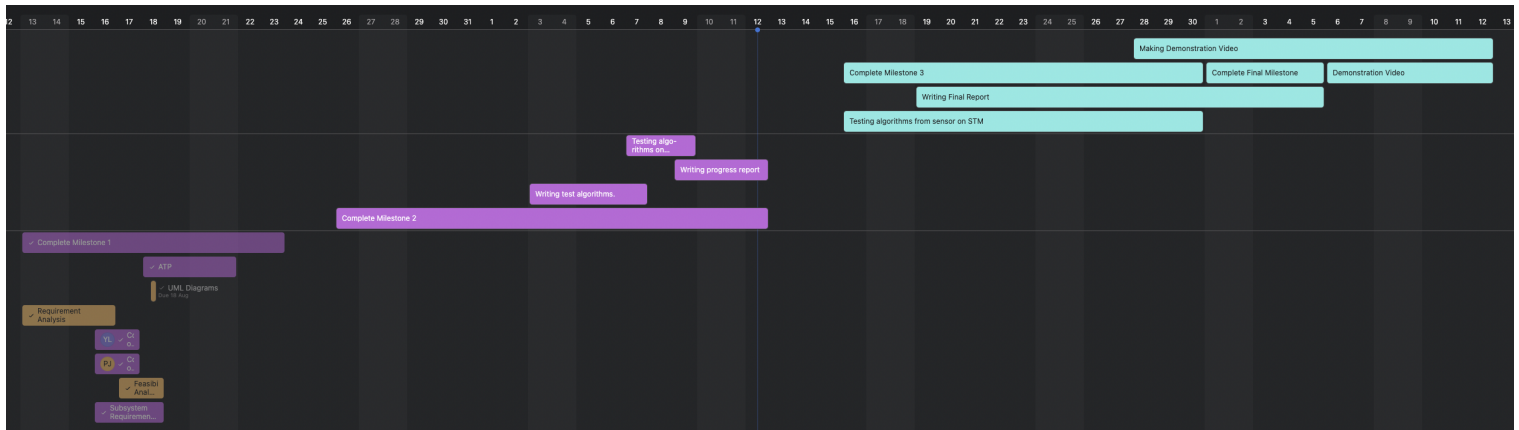 12 13 14 15 16 17 18 19 20 21 22 23 24 25 26 27 28 29 30 31 1 2 3 4 5 6 7 8 9 10 11 12 13 14 15 16 17 18 19 20 21 22 23 24 25 26 27 28 29 30 1 2 3 4 5 6 7 8 9 10 11 12 13
Making Demonstration Video
Complete Milestone 3 Complete Final Milestone Demonstration Video
Writing Final Report
Testing algorithms from sensor on STM
Testing algo-
rithms on...
Writing progress report
Writing test algorithms.
Complete Milestone 2
✓ Complete Milestone 1
✓ ATP
✓ UML Diagrams
Due 18 Aug
Requirement
✓ Analysis
YL ✓ Co
o...
PJ ✓ Co
o...
Feasibl
✓ Anal...
Subsystem
✓ Requiremen...